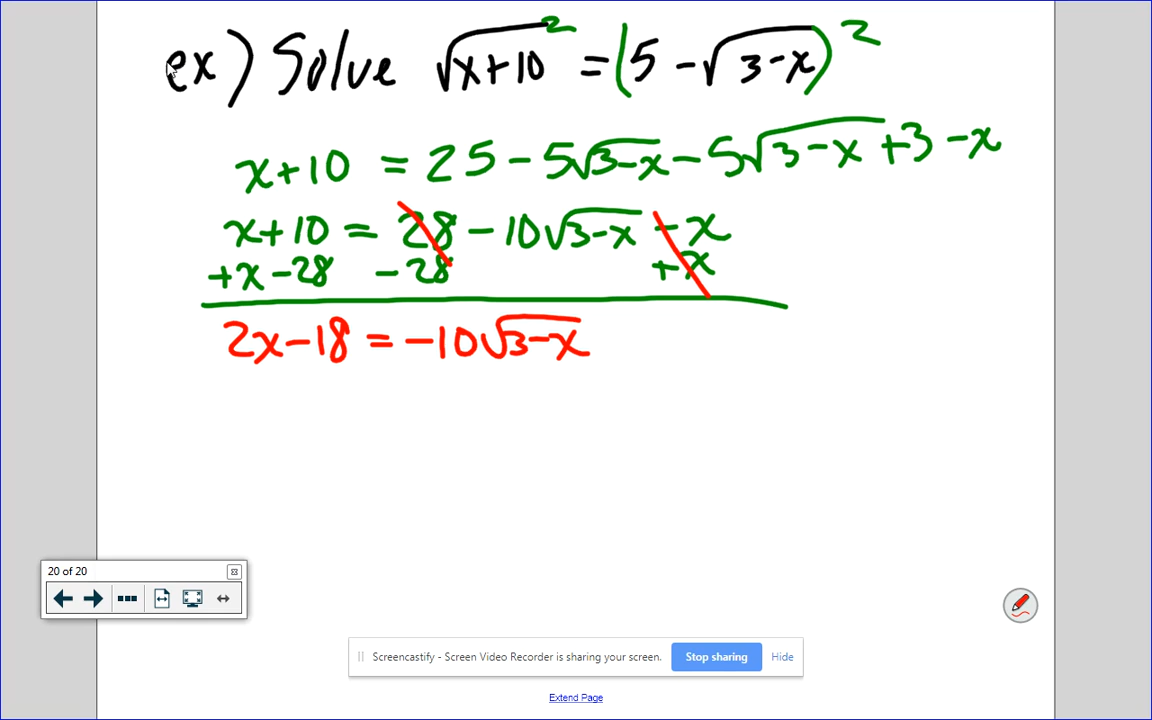 ex) Solve √(x+10)² = (5 - √(3-x))²
x+10 = 25 - 5√(3-x) - 5√(3-x) + 3 - x
x+10 = 28 - 10√(3-x) - x
+x -28 -28 +x
2x - 18 = -10√(3-x)
20 of 20
Screencastify - Screen Video Recorder is sharing your screen. Stop sharing Hide
Extend Page